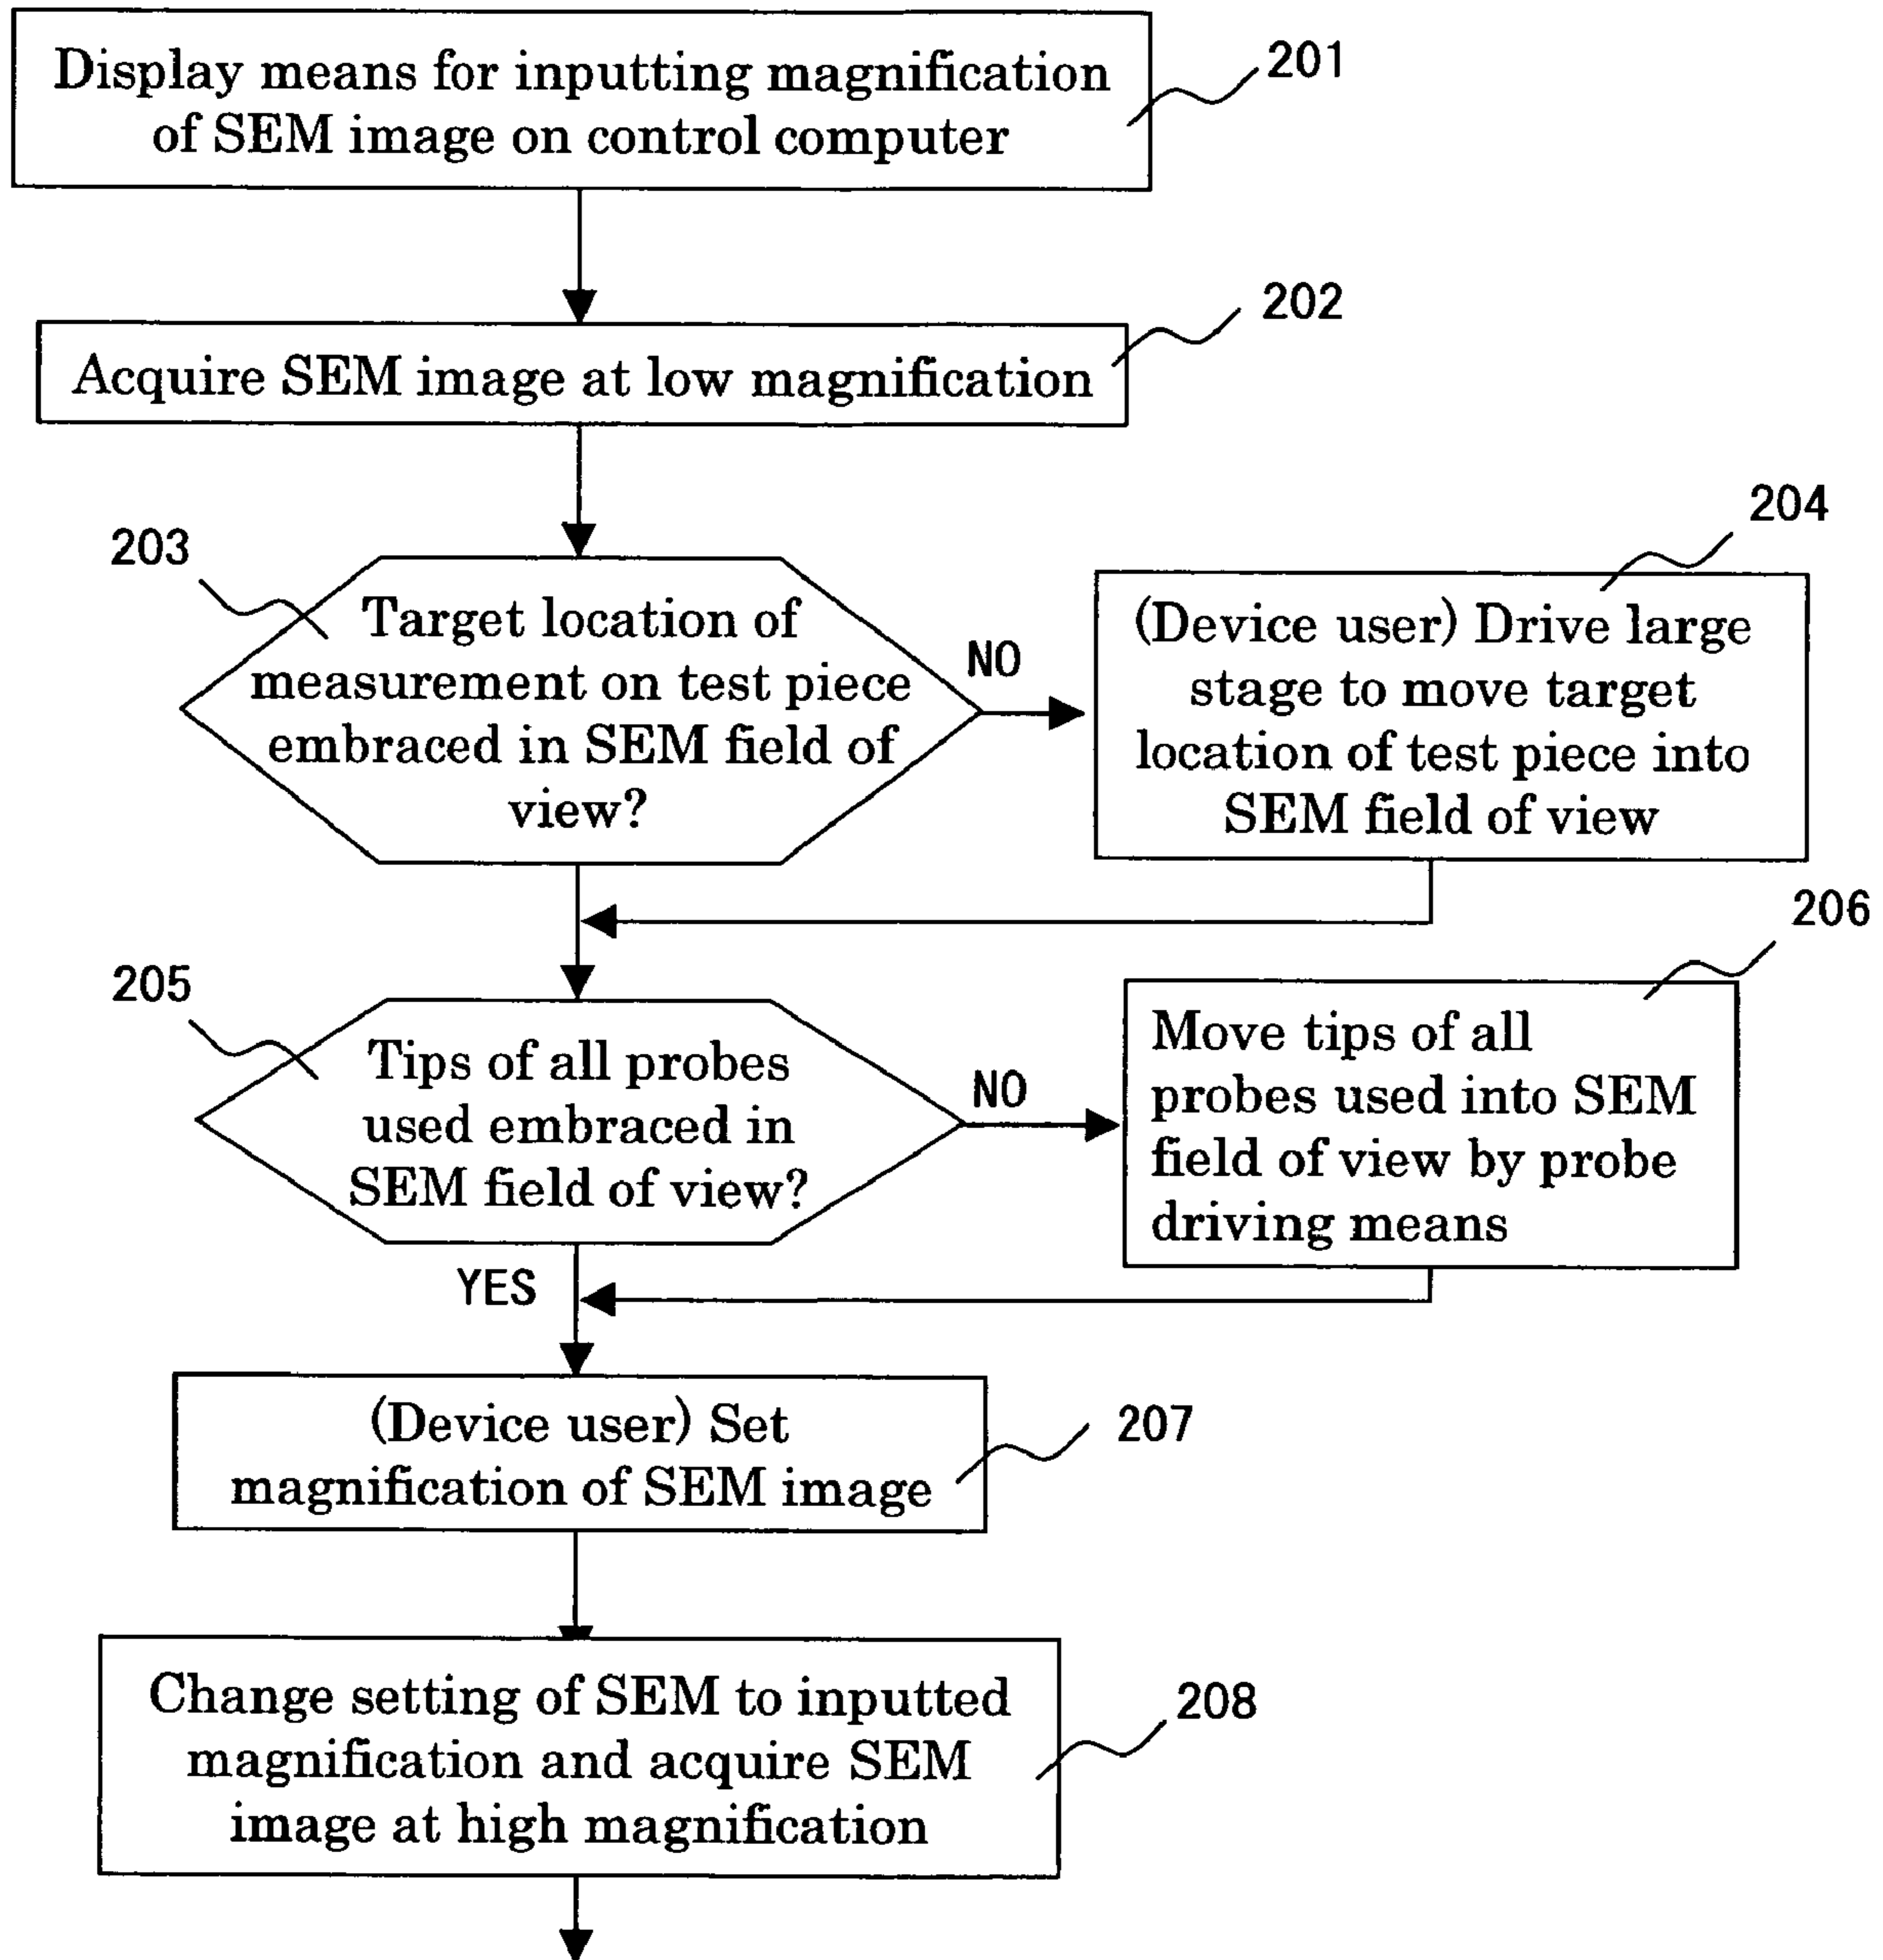 Display means for inputting magnification
of SEM image on control computer
201
Acquire SEM image at low magnification
202
203
Target location of
measurement on test piece
embraced in SEM field of
view?
NO
204
(Device user) Drive large
stage to move target
location of test piece into
SEM field of view
205
Tips of all probes
used embraced in
SEM field of view?
NO
206
Move tips of all
probes used into SEM
field of view by probe
driving means
YES
(Device user) Set
magnification of SEM image
207
Change setting of SEM to inputted
magnification and acquire SEM
image at high magnification
208